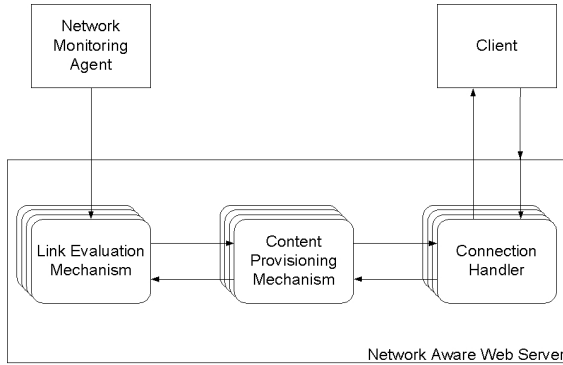 Network
Monitoring
Agent
Client
Link Evaluation
Mechanism
Content
Provisioning
Mechanism
Connection
Handler
Network Aware Web Server